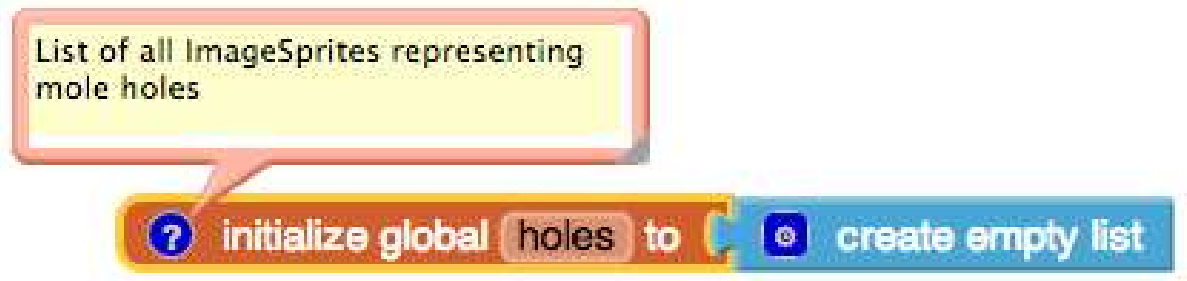 List of all ImageSprites representing
mole holes
? initialize global holes to create empty list